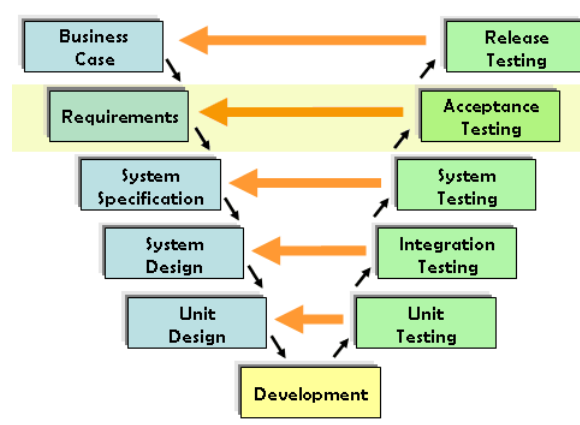 Business
Case
Release
Testing
Requirements
Acceptance
Testing
System
Specification
System
Testing
System
Design
Integration
Testing
Unit
Design
Unit
Testing
Development